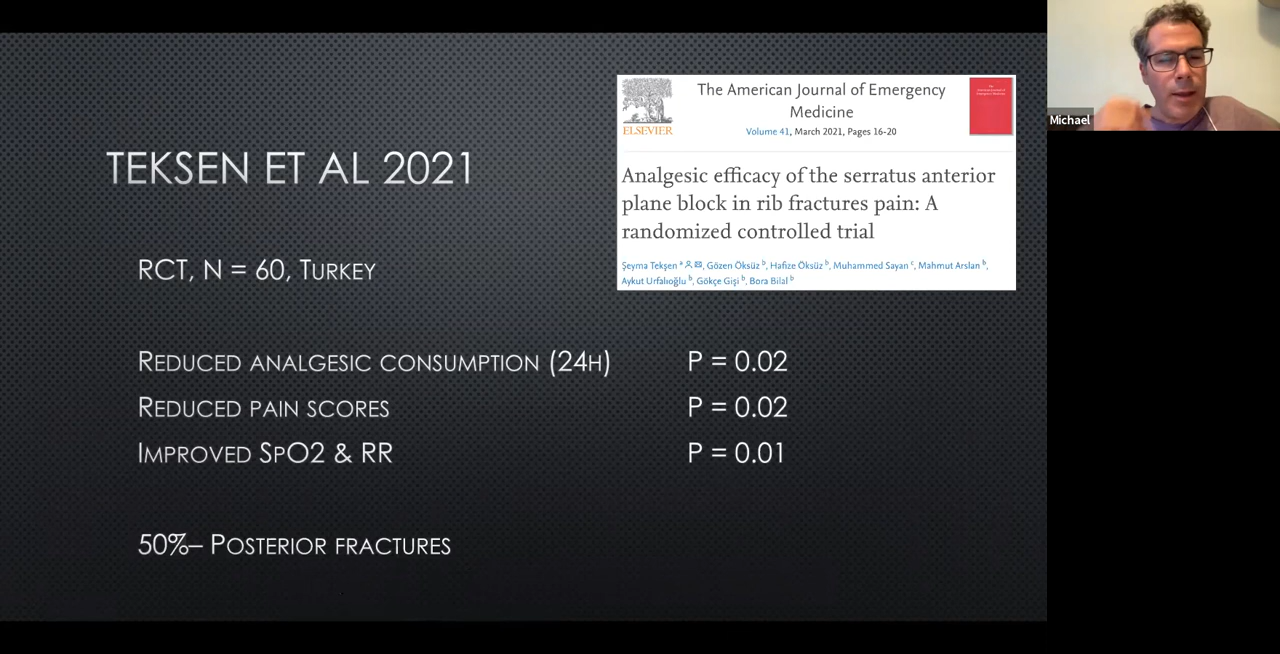 TEKSEN ET AL 2021
RCT, N = 60, TURKEY
REDUCED ANALGESIC CONSUMPTION (24H) P = 0.02
REDUCED PAIN SCORES P = 0.02
IMPROVED SPO2 & RR P = 0.01
50%– POSTERIOR FRACTURES
ELSEVIER
The American Journal of Emergency
Medicine
Volume 41, March 2021, Pages 16-20
Analgesic efficacy of the serratus anterior
plane block in rib fractures pain: A
randomized controlled trial
Şeyma Tekşen a, Gözen Öksüz b, Hafize Öksüz b, Muhammed Sayan c, Mahmut Arslan b,
Aykut Urfalıoğlu b, Gökçe Gişi b, Bora Bilal b
Michael